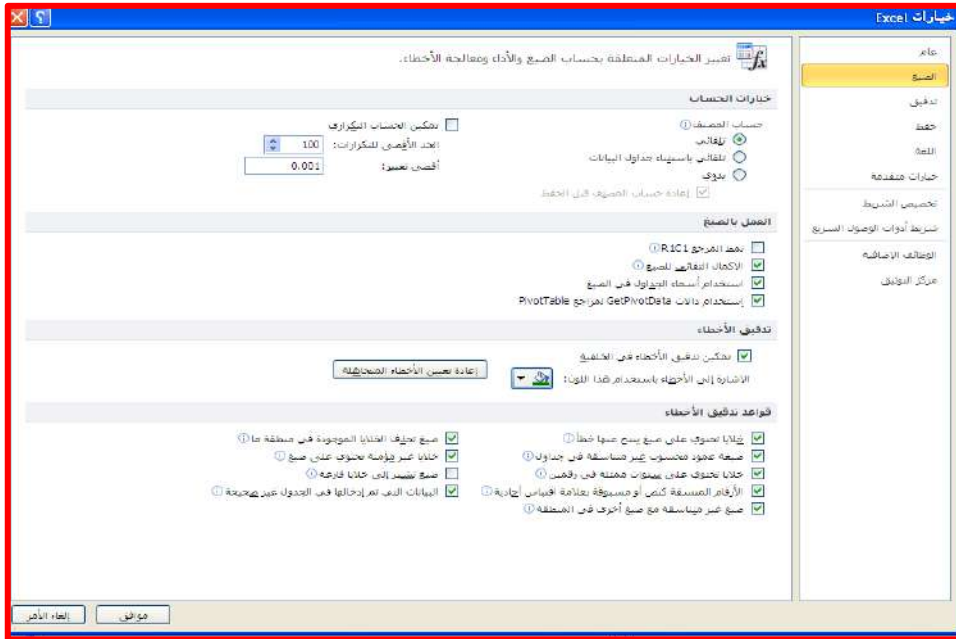 خيارات Excel
عام
الصيغ
تدقيق
حفظ
اللغة
خيارات متقدمة
تخصيص الشريط
شريط أدوات الوصول السريع
الوظائف الإضافية
مركز التوثيق
تغيير الخيارات المتعلقة بحساب الصيغ والأداء ومعالجة الأخطاء.
خيارات الحساب
حساب المصنف
تلقائي
تلقائي باستثناء جداول البيانات
يدوي
إعادة حساب المصنف قبل الحفظ
تمكين الحساب التكراري
الحد الأقصى للتكرارات: 100
أقصى تغيير: 0.001
العمل بالصيغ
نمط المرجع R1C1
الاكمال التلقائي للصيغ
استخدام أسماء الجداول في الصيغ
إستخدام دالات GetPivotData لمراجع PivotTable
تدقيق الأخطاء
تمكين تدقيق الأخطاء في الخلفية
الاشارة إلى الأخطاء باستخدام هذا اللون:
إعادة تعيين الأخطاء المتجاهلة
قواعد تدقيق الأخطاء
خلايا تحتوي على صيغ ينتج عنها خطأ
صيغة عمود محسوب غير متناسقة في جداول
خلايا تحتوي على سنوات ممثلة في رقمين
الأرقام المنسقة كنص أو مسبوقة بعلامة اقتباس أحادية
صيغ غير متناسقة مع صيغ أخرى في المنطقة
صيغ تحذف الخلايا الموجودة في منطقة ما
خلايا غير مؤمنة تحتوي على صيغ
صيغ تشير إلى خلايا فارغة
البيانات التي تم إدخالها في الجدول غير صحيحة
موافق
إلغاء الأمر